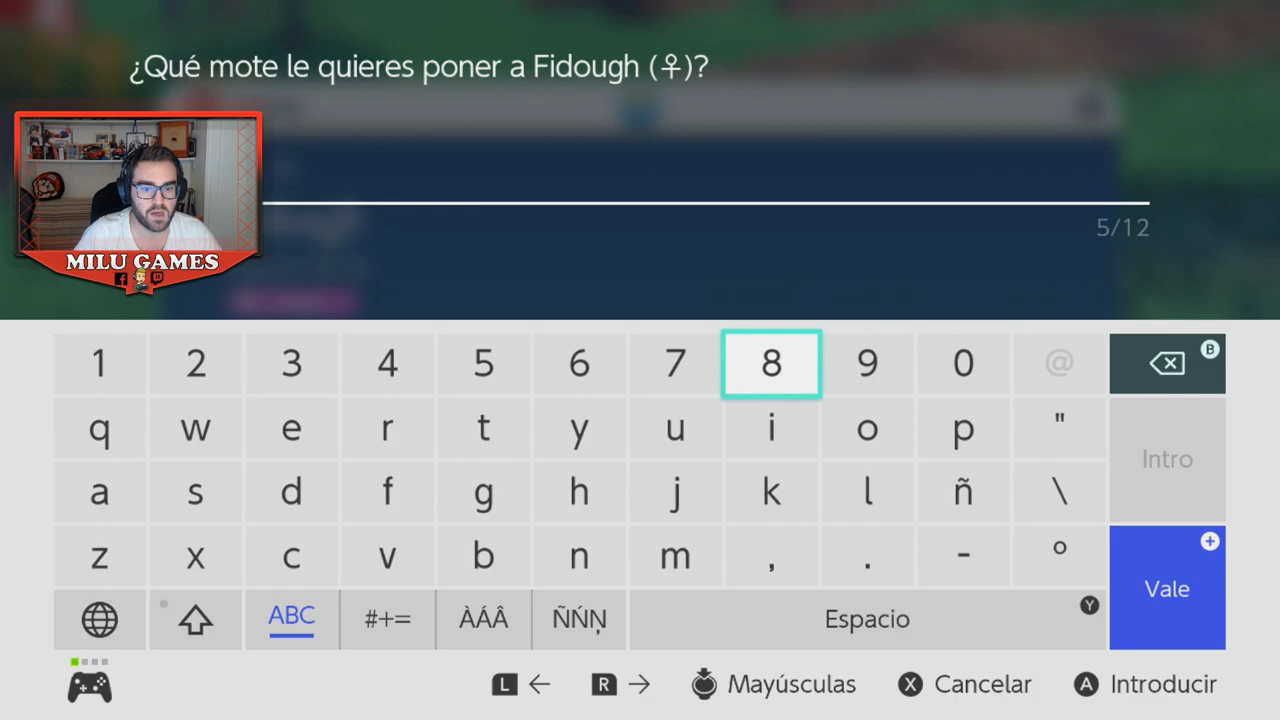 ¿Qué mote le quieres poner a Fidough (♀)?
MILU GAMES
5/12
1 2 3 4 5 6 7 8 9 0 @ B
q w e r t y u i o p " Intro
a s d f g h j k l ñ \
z x c v b n m , . - º + Vale
ABC #+= ÀÁÂ ÑŃŅ Espacio Y
L ← R → Mayúsculas X Cancelar A Introducir